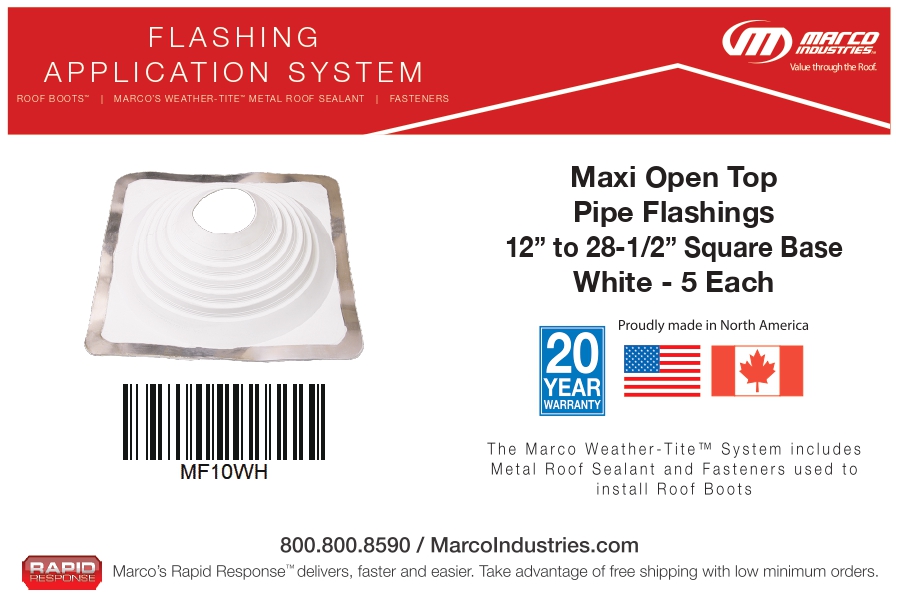 FLASHING
APPLICATION SYSTEM
ROOF BOOTS™ | MARCO'S WEATHER-TITE™ METAL ROOF SEALANT | FASTENERS
MARCO
INDUSTRIES™
Value through the Roof.
Maxi Open Top
Pipe Flashings
12” to 28-1/2” Square Base
White - 5 Each
20
YEAR
WARRANTY
Proudly made in North America
MF10WH
The Marco Weather-Tite™ System includes
Metal Roof Sealant and Fasteners used to
install Roof Boots
800.800.8590 / MarcoIndustries.com
RAPID
RESPONSE
Marco's Rapid Response™ delivers, faster and easier. Take advantage of free shipping with low minimum orders.